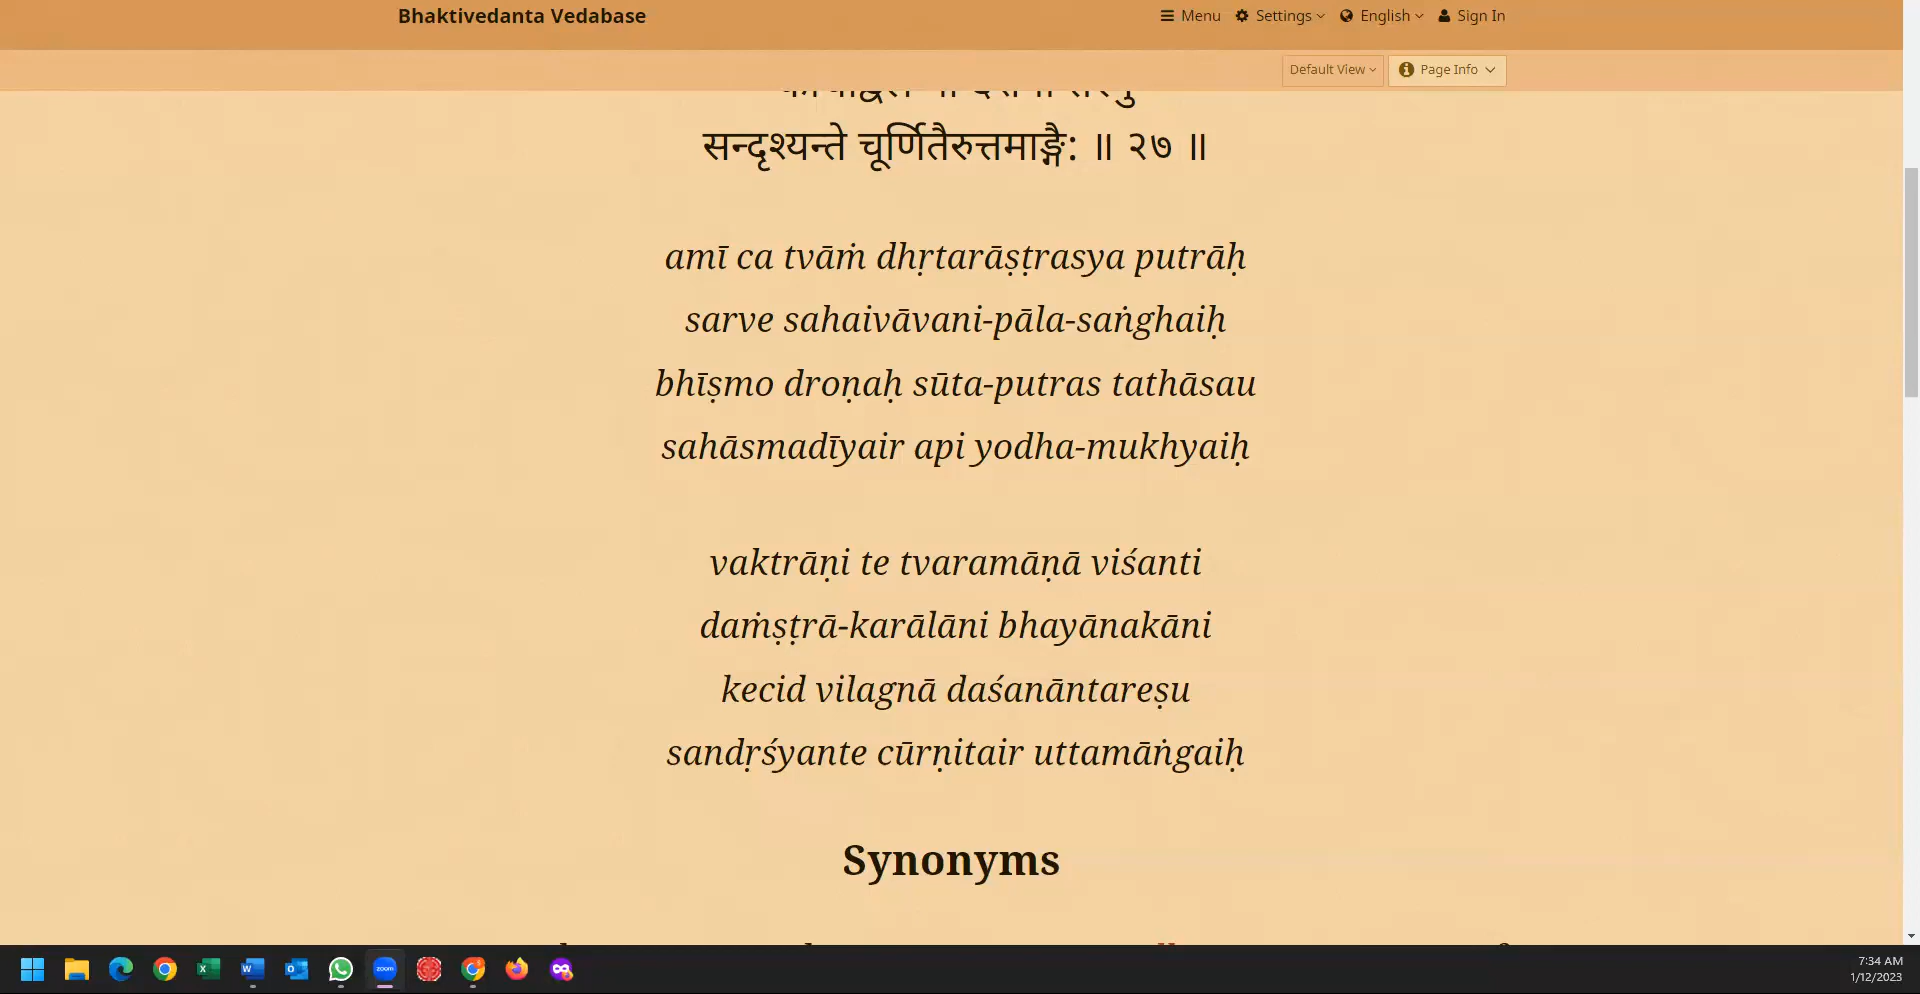 Bhaktivedanta Vedabase
Menu Settings English Sign In
Default View Page Info
सन्दृश्यन्ते चूर्णितैरुत्तमाङ्गै: ॥ २७ ॥
amī ca tvāṁ dhṛtarāṣṭrasya putrāḥ
sarve sahaivāvani-pāla-saṅghaiḥ
bhīṣmo droṇaḥ sūta-putras tathāsau
sahāsmadīyair api yodha-mukhyaiḥ
vaktrāṇi te tvaramāṇā viśanti
daṁṣṭrā-karālāni bhayānakāni
kecid vilagnā daśanāntareṣu
sandṛśyante cūrṇitair uttamāṅgaiḥ
Synonyms
zoom
7:34 AM
1/12/2023